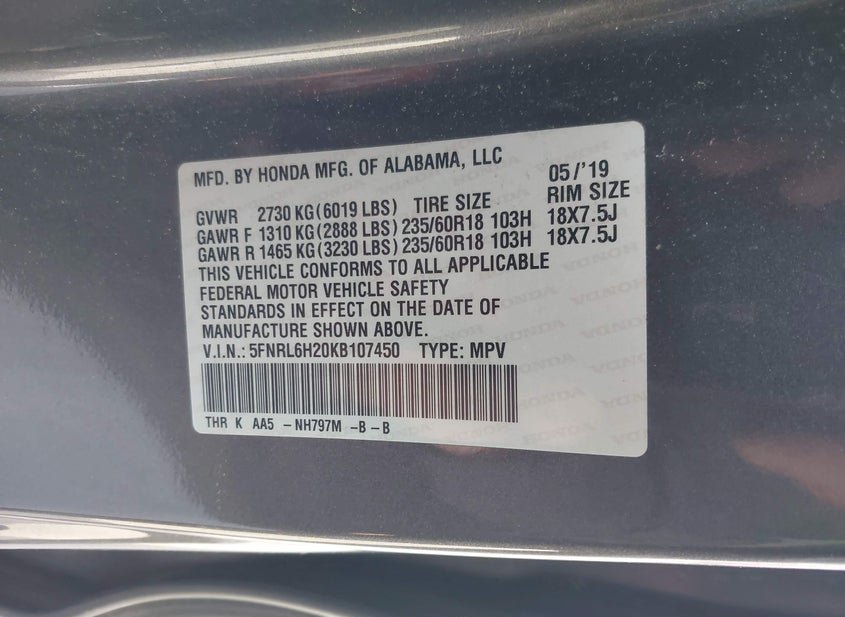 MFD. BY HONDA MFG. OF ALABAMA, LLC 05/'19
GVWR 2730 KG(6019 LBS) TIRE SIZE RIM SIZE
GAWR F 1310 KG(2888 LBS) 235/60R18 103H 18X7.5J
GAWR R 1465 KG(3230 LBS) 235/60R18 103H 18X7.5J
THIS VEHICLE CONFORMS TO ALL APPLICABLE
FEDERAL MOTOR VEHICLE SAFETY
STANDARDS IN EFFECT ON THE DATE OF
MANUFACTURE SHOWN ABOVE.
V.I.N.: 5FNRL6H20KB107450 TYPE: MPV
THR K AA5 -NH797M -B -B